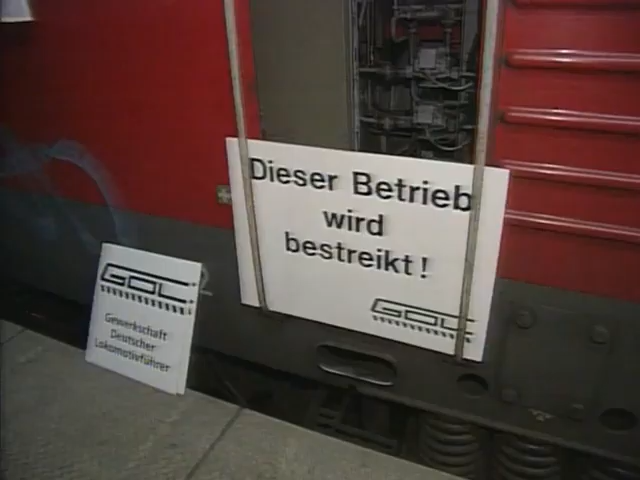 Dieser Betrieb
wird
bestreikt!
GDL
GDL
Gewerkschaft
Deutscher
Lokomotivführer